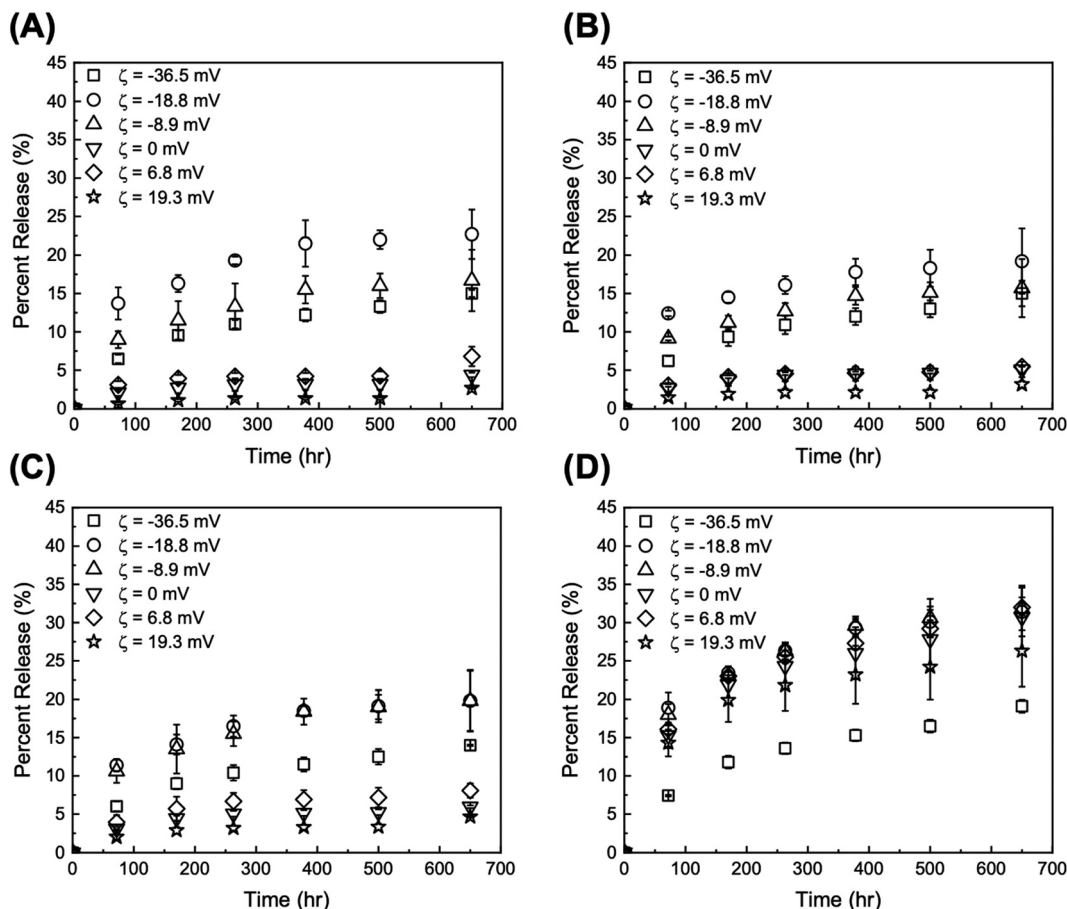 (A)
45
40
35
30
25
20
15
10
5
0
Percent Release (%)
ζ = -36.5 mV
ζ = -18.8 mV
ζ = -8.9 mV
ζ = 0 mV
ζ = 6.8 mV
ζ = 19.3 mV
0 100 200 300 400 500 600 700
Time (hr)
(B)
45
40
35
30
25
20
15
10
5
0
Percent Release (%)
ζ = -36.5 mV
ζ = -18.8 mV
ζ = -8.9 mV
ζ = 0 mV
ζ = 6.8 mV
ζ = 19.3 mV
0 100 200 300 400 500 600 700
Time (hr)
(C)
45
40
35
30
25
20
15
10
5
0
Percent Release (%)
ζ = -36.5 mV
ζ = -18.8 mV
ζ = -8.9 mV
ζ = 0 mV
ζ = 6.8 mV
ζ = 19.3 mV
0 100 200 300 400 500 600 700
Time (hr)
(D)
45
40
35
30
25
20
15
10
5
0
Percent Release (%)
ζ = -36.5 mV
ζ = -18.8 mV
ζ = -8.9 mV
ζ = 0 mV
ζ = 6.8 mV
ζ = 19.3 mV
0 100 200 300 400 500 600 700
Time (hr)